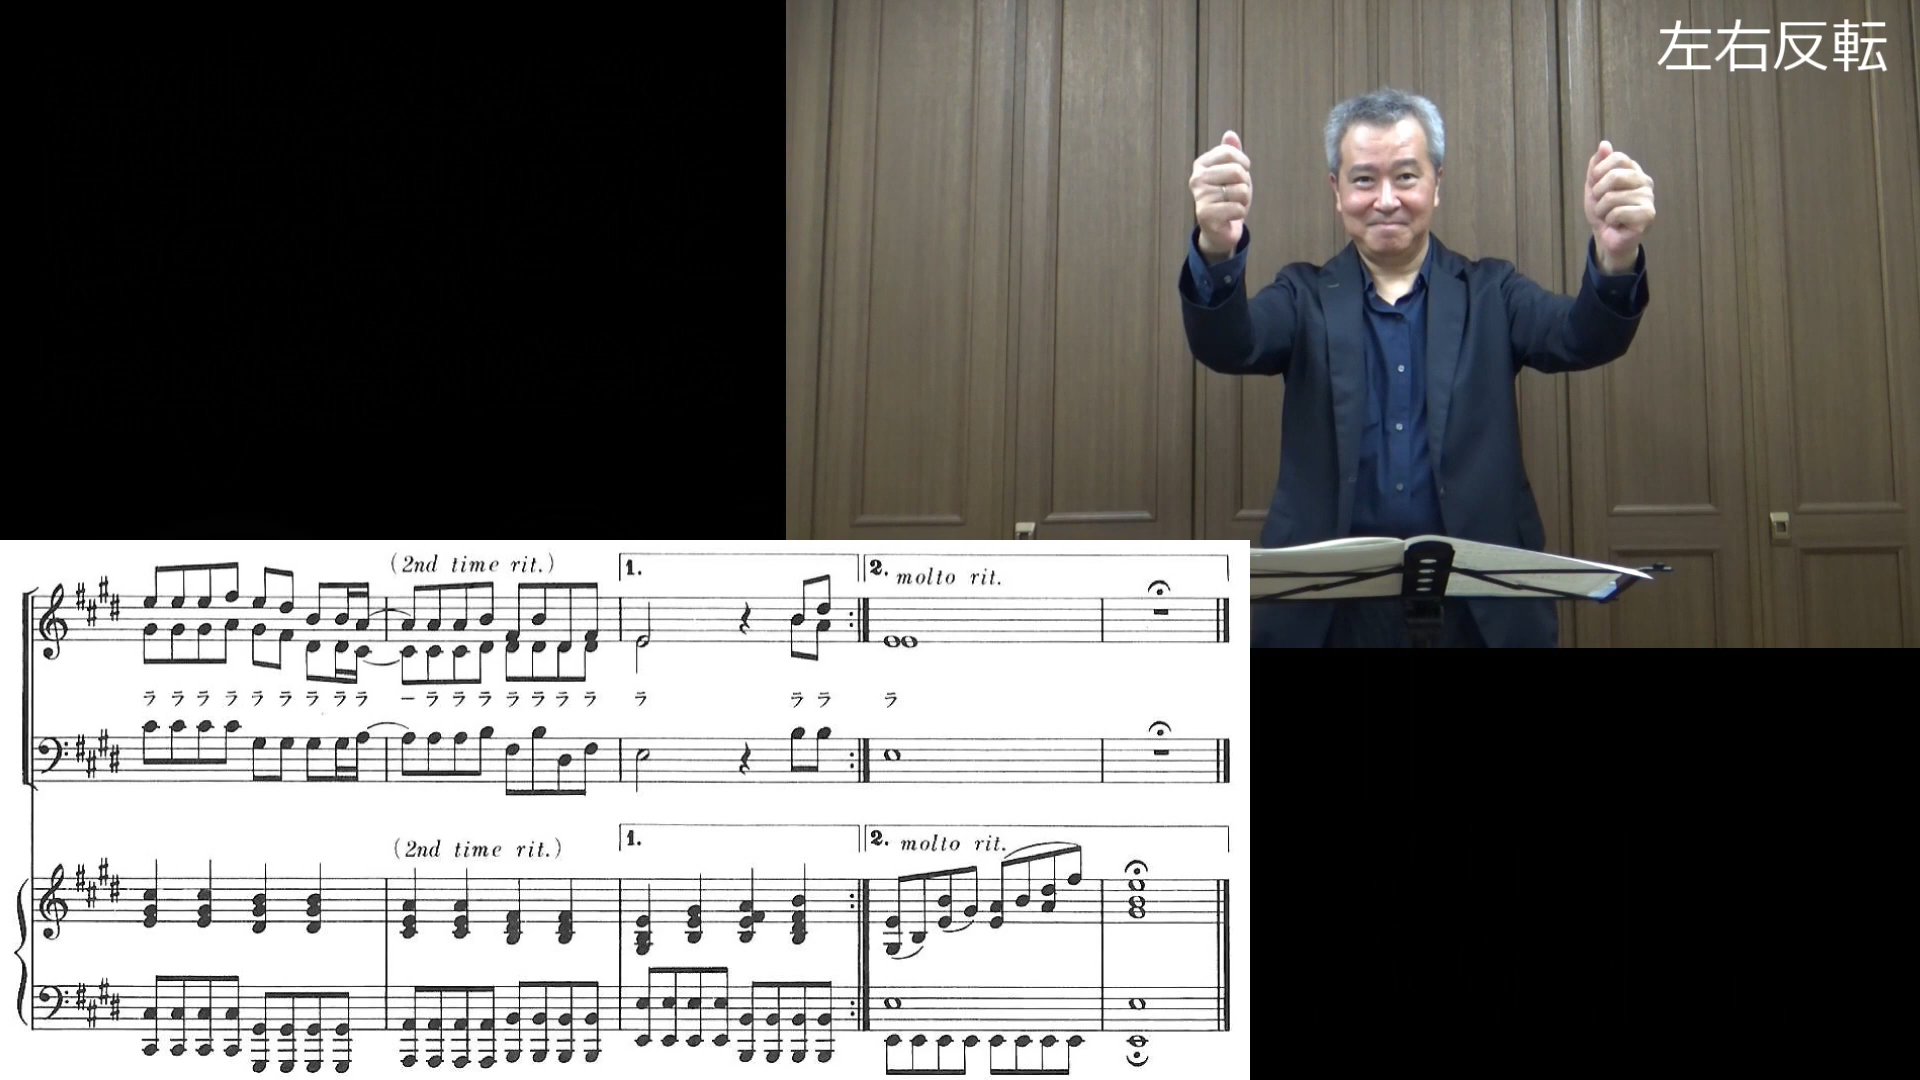 左右反転
(2nd time rit.)
1.
2. molto rit.
ラ ラ ラ ラ ラ ラ ラ ラ ラ ー ラ ラ ラ ラ ラ ラ ラ ラ ラ ラ ラ
(2nd time rit.)
1.
2. molto rit.